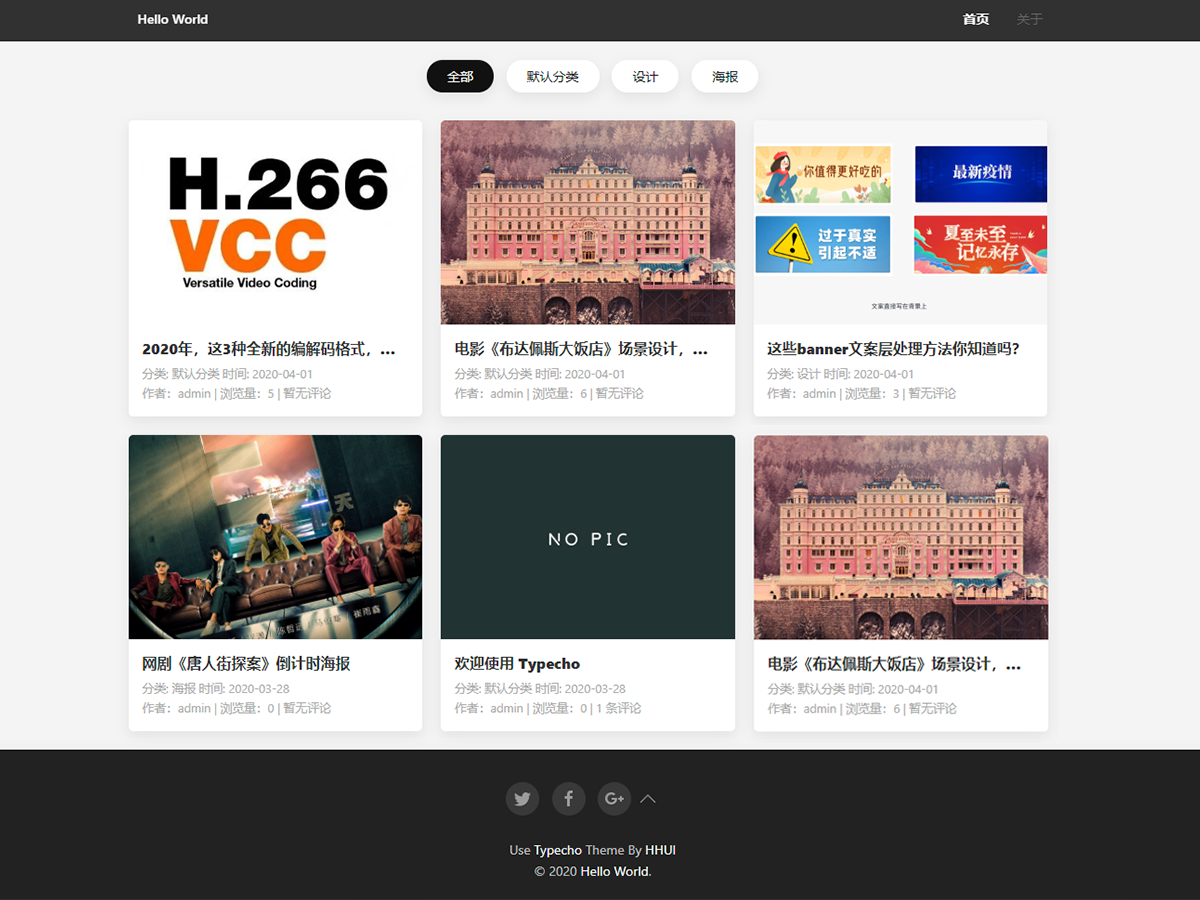 Hello World
首页
关于
全部
默认分类
设计
海报
H.266
VCC
Versatile Video Coding
你值得更好吃的
最新疫情
过于真实
引起不适
夏至未至
记忆永存
文案直接写在背景上
2020年，这3种全新的编解码格式，...
分类: 默认分类 时间: 2020-04-01
作者：admin | 浏览量：5 | 暂无评论
电影《布达佩斯大饭店》场景设计，...
分类: 默认分类 时间: 2020-04-01
作者：admin | 浏览量：6 | 暂无评论
这些banner文案层处理方法你知道吗?
分类: 设计 时间: 2020-04-01
作者：admin | 浏览量：3 | 暂无评论
天
崔雨鑫
NO PIC
网剧《唐人街探案》倒计时海报
分类: 海报 时间: 2020-03-28
作者：admin | 浏览量：0 | 暂无评论
欢迎使用 Typecho
分类: 默认分类 时间: 2020-03-28
作者：admin | 浏览量：0 | 1 条评论
电影《布达佩斯大饭店》场景设计，...
分类: 默认分类 时间: 2020-04-01
作者：admin | 浏览量：6 | 暂无评论
Use Typecho Theme By HHUI
© 2020 Hello World.